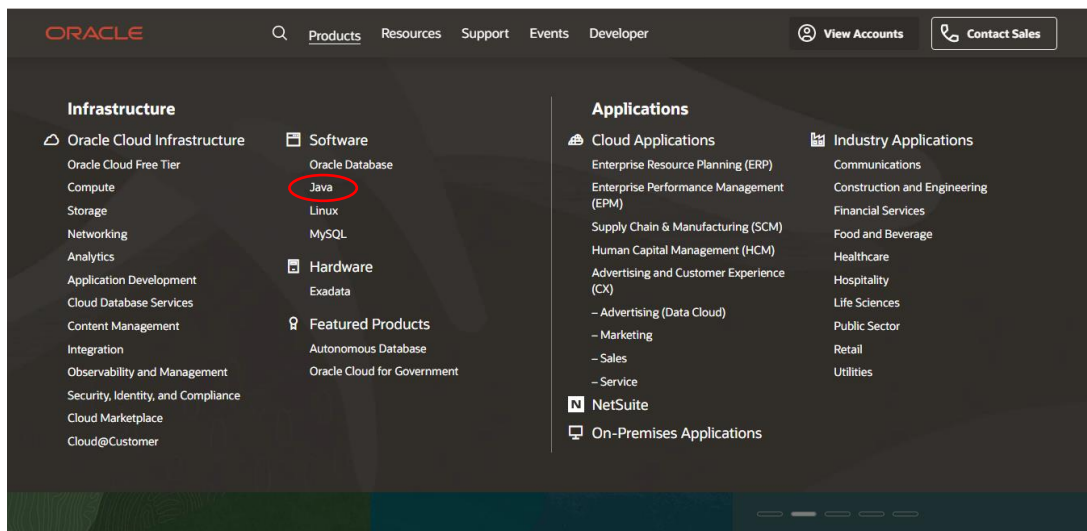 ORACLE
Products
Resources
Support
Events
Developer
View Accounts
Contact Sales
Infrastructure
Oracle Cloud Infrastructure
Oracle Cloud Free Tier
Compute
Storage
Networking
Analytics
Application Development
Cloud Database Services
Content Management
Integration
Observability and Management
Security, Identity, and Compliance
Cloud Marketplace
Cloud@Customer
Software
Oracle Database
Java
Linux
MySQL
Hardware
Exadata
Featured Products
Autonomous Database
Oracle Cloud for Government
Applications
Cloud Applications
Enterprise Resource Planning (ERP)
Enterprise Performance Management
(EPM)
Supply Chain & Manufacturing (SCM)
Human Capital Management (HCM)
Advertising and Customer Experience
(CX)
– Advertising (Data Cloud)
– Marketing
– Sales
– Service
N NetSuite
On-Premises Applications
Industry Applications
Communications
Construction and Engineering
Financial Services
Food and Beverage
Healthcare
Hospitality
Life Sciences
Public Sector
Retail
Utilities